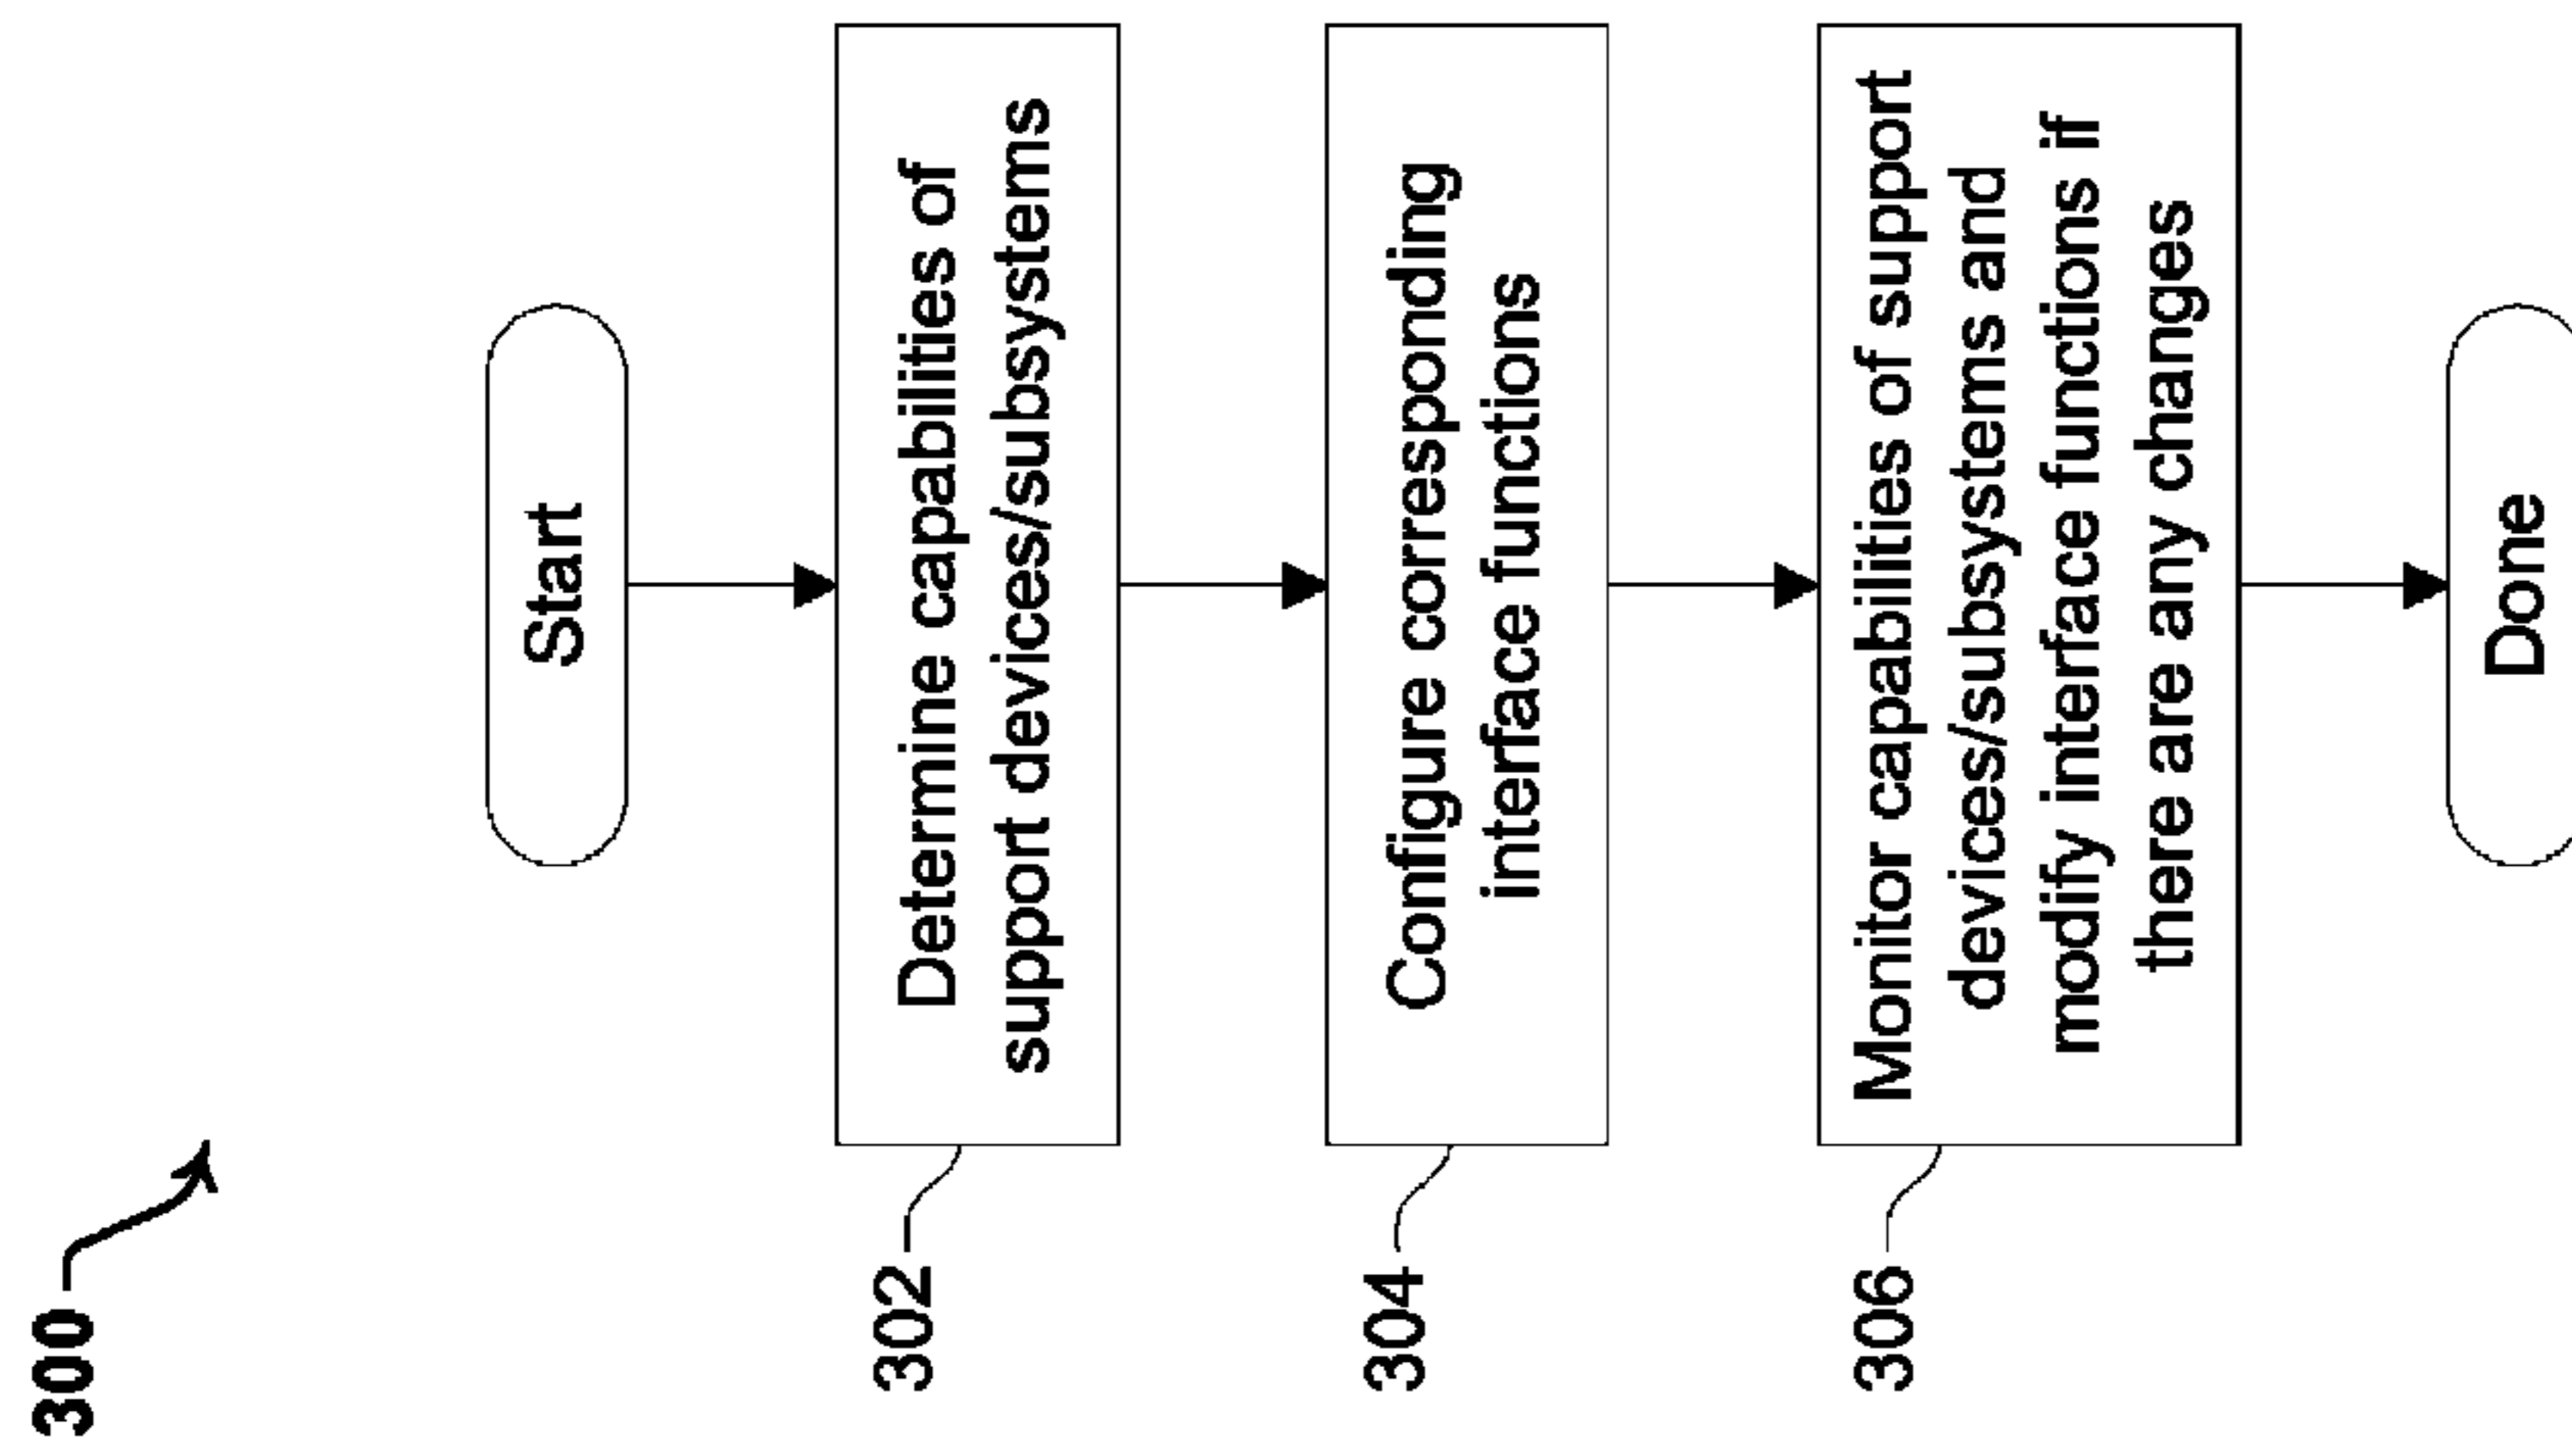 300
Start
302
Determine capabilities of
support devices/subsystems
304
Configure corresponding
interface functions
306
Monitor capabilities of support
devices/subsystems and
modify interface functions if
there are any changes
Done